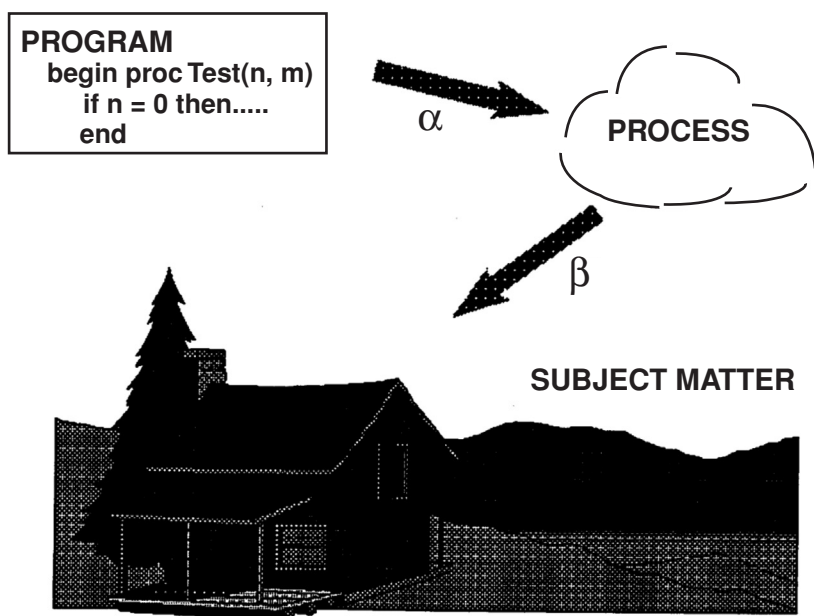 PROGRAM
begin proc Test(n, m)
if n = 0 then.....
end
α
PROCESS
β
SUBJECT MATTER